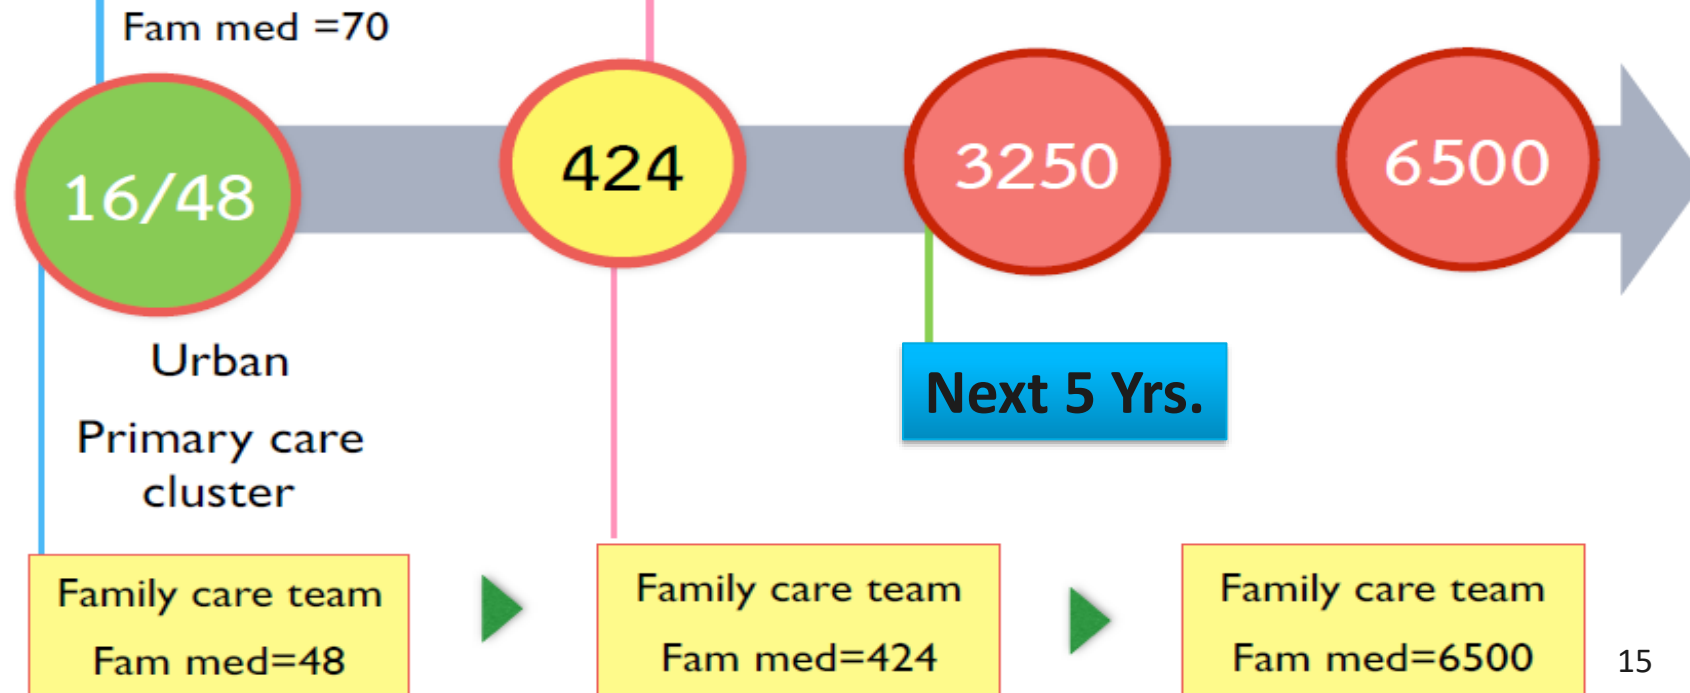 Fam med =70
16/48
424
3250
6500
Urban
Primary care
cluster
Next 5 Yrs.
Family care team
Fam med=48
Family care team
Fam med=424
Family care team
Fam med=6500
15